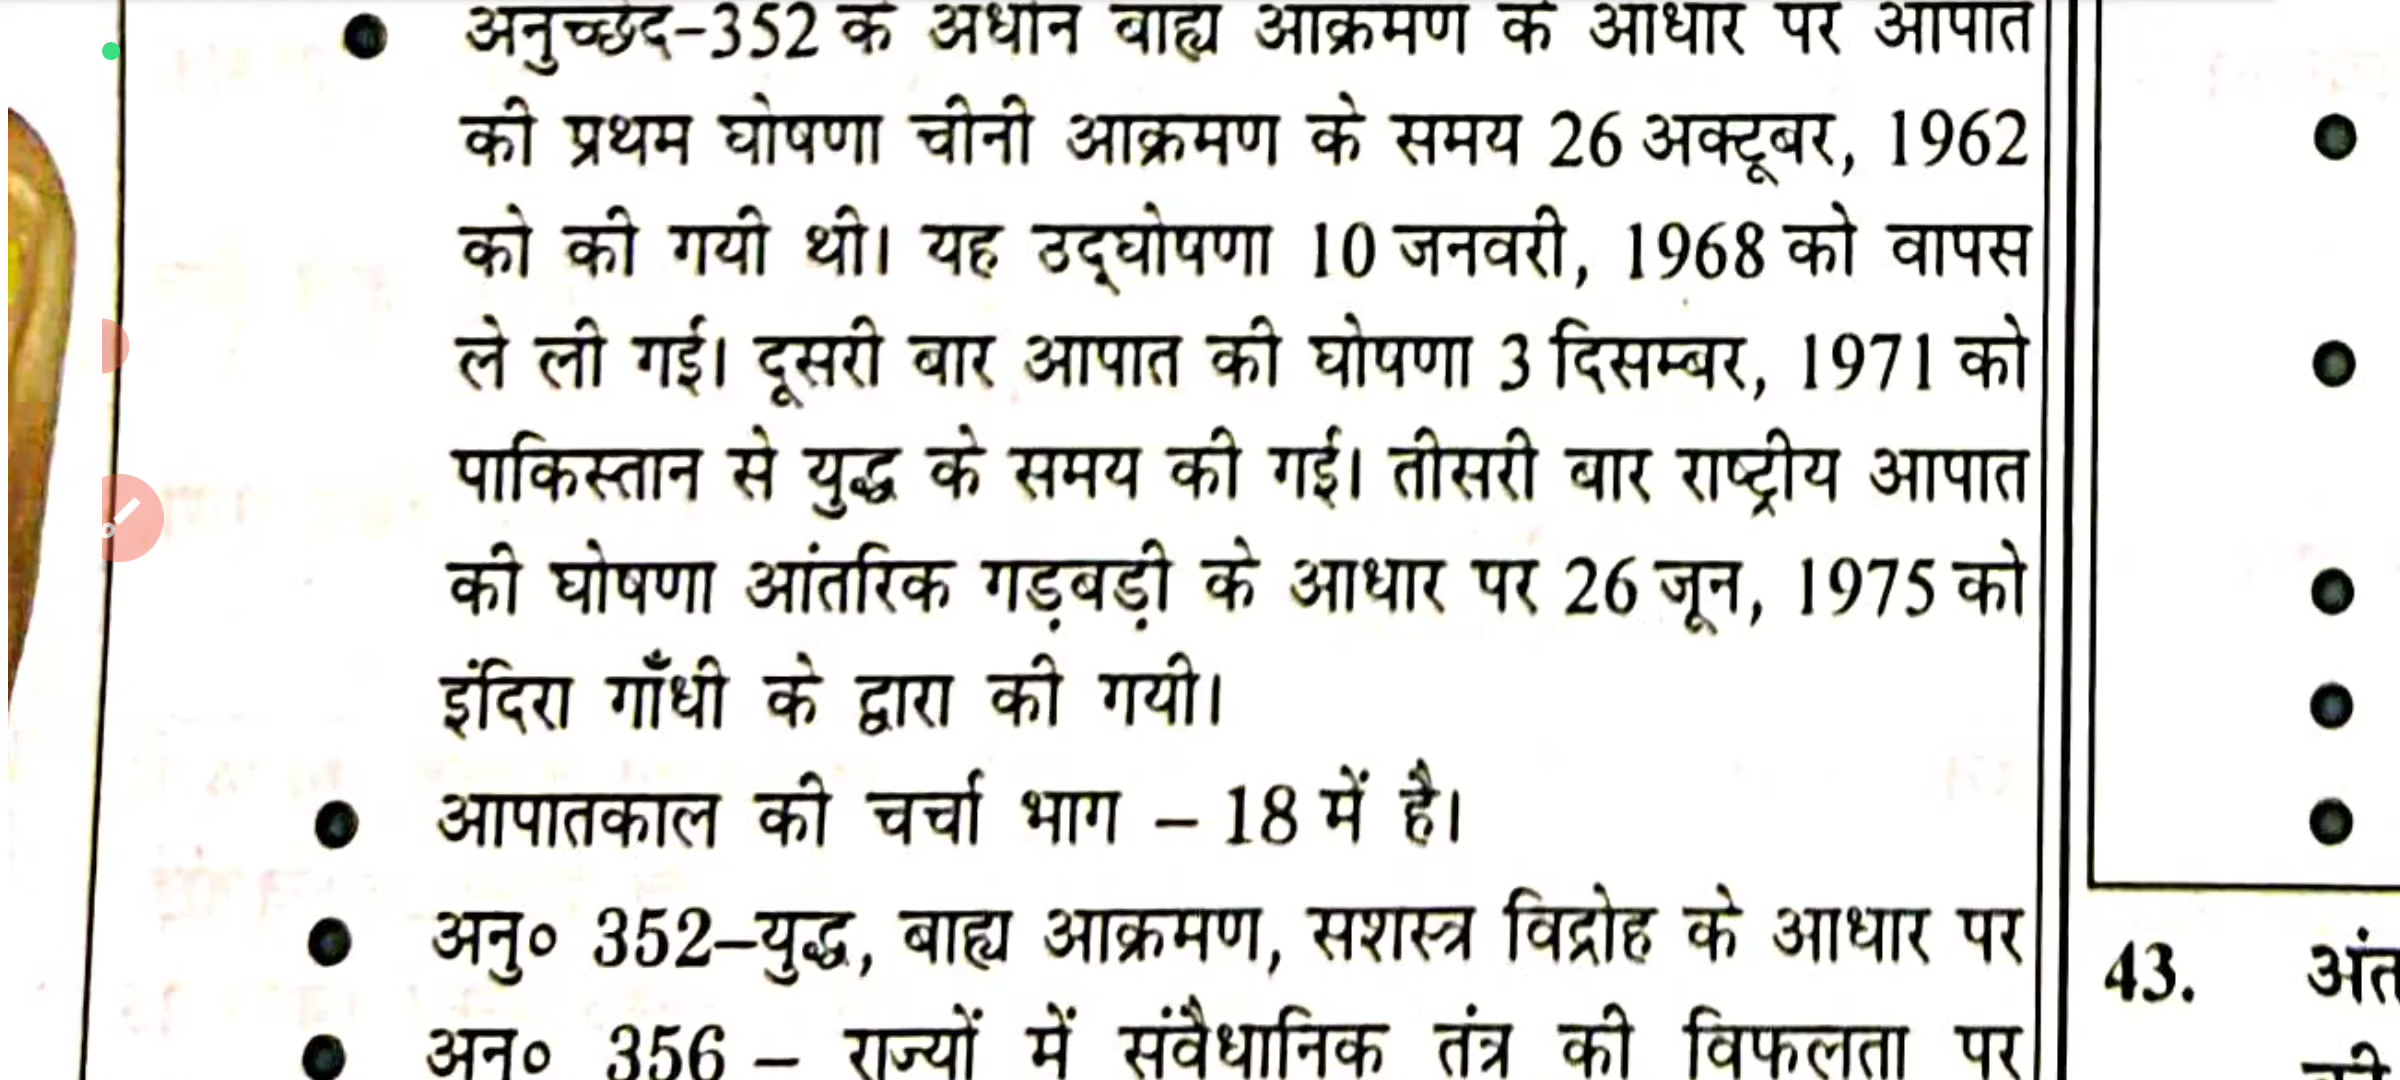 अनुच्छेद-352 के अधीन बाह्य आक्रमण के आधार पर आपात
की प्रथम घोषणा चीनी आक्रमण के समय 26 अक्टूबर, 1962
को की गयी थी। यह उद्घोषणा 10 जनवरी, 1968 को वापस
ले ली गई। दूसरी बार आपात की घोषणा 3 दिसम्बर, 1971 को
पाकिस्तान से युद्ध के समय की गई। तीसरी बार राष्ट्रीय आपात
की घोषणा आंतरिक गड़बड़ी के आधार पर 26 जून, 1975 को
इंदिरा गाँधी के द्वारा की गयी।
आपातकाल की चर्चा भाग – 18 में है।
अनु० 352–युद्ध, बाह्य आक्रमण, सशस्त्र विद्रोह के आधार पर
अनु० 356 – राज्यों में संवैधानिक तंत्र की विफलता पर
43.